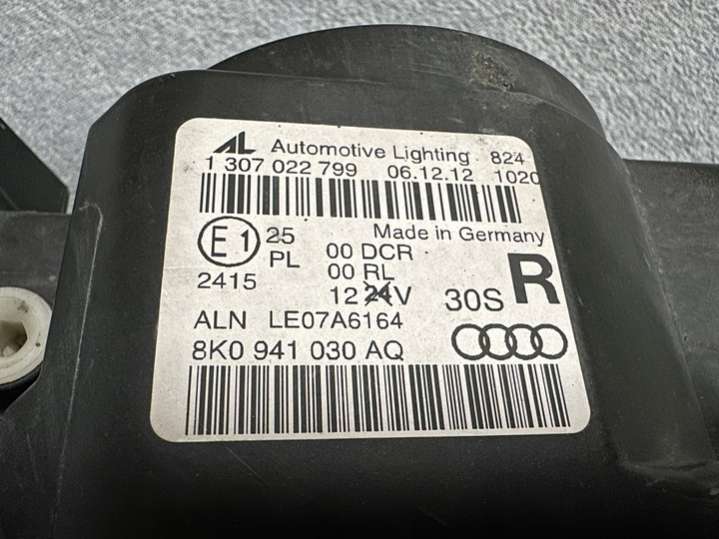 AL Automotive Lighting 824
1 307 022 799 06.12.12 1020
Made in Germany
E1 25 00 DCR
PL 00 RL R
2415 12 24V 30S
ALN LE07A6164
8K0 941 030 AQ